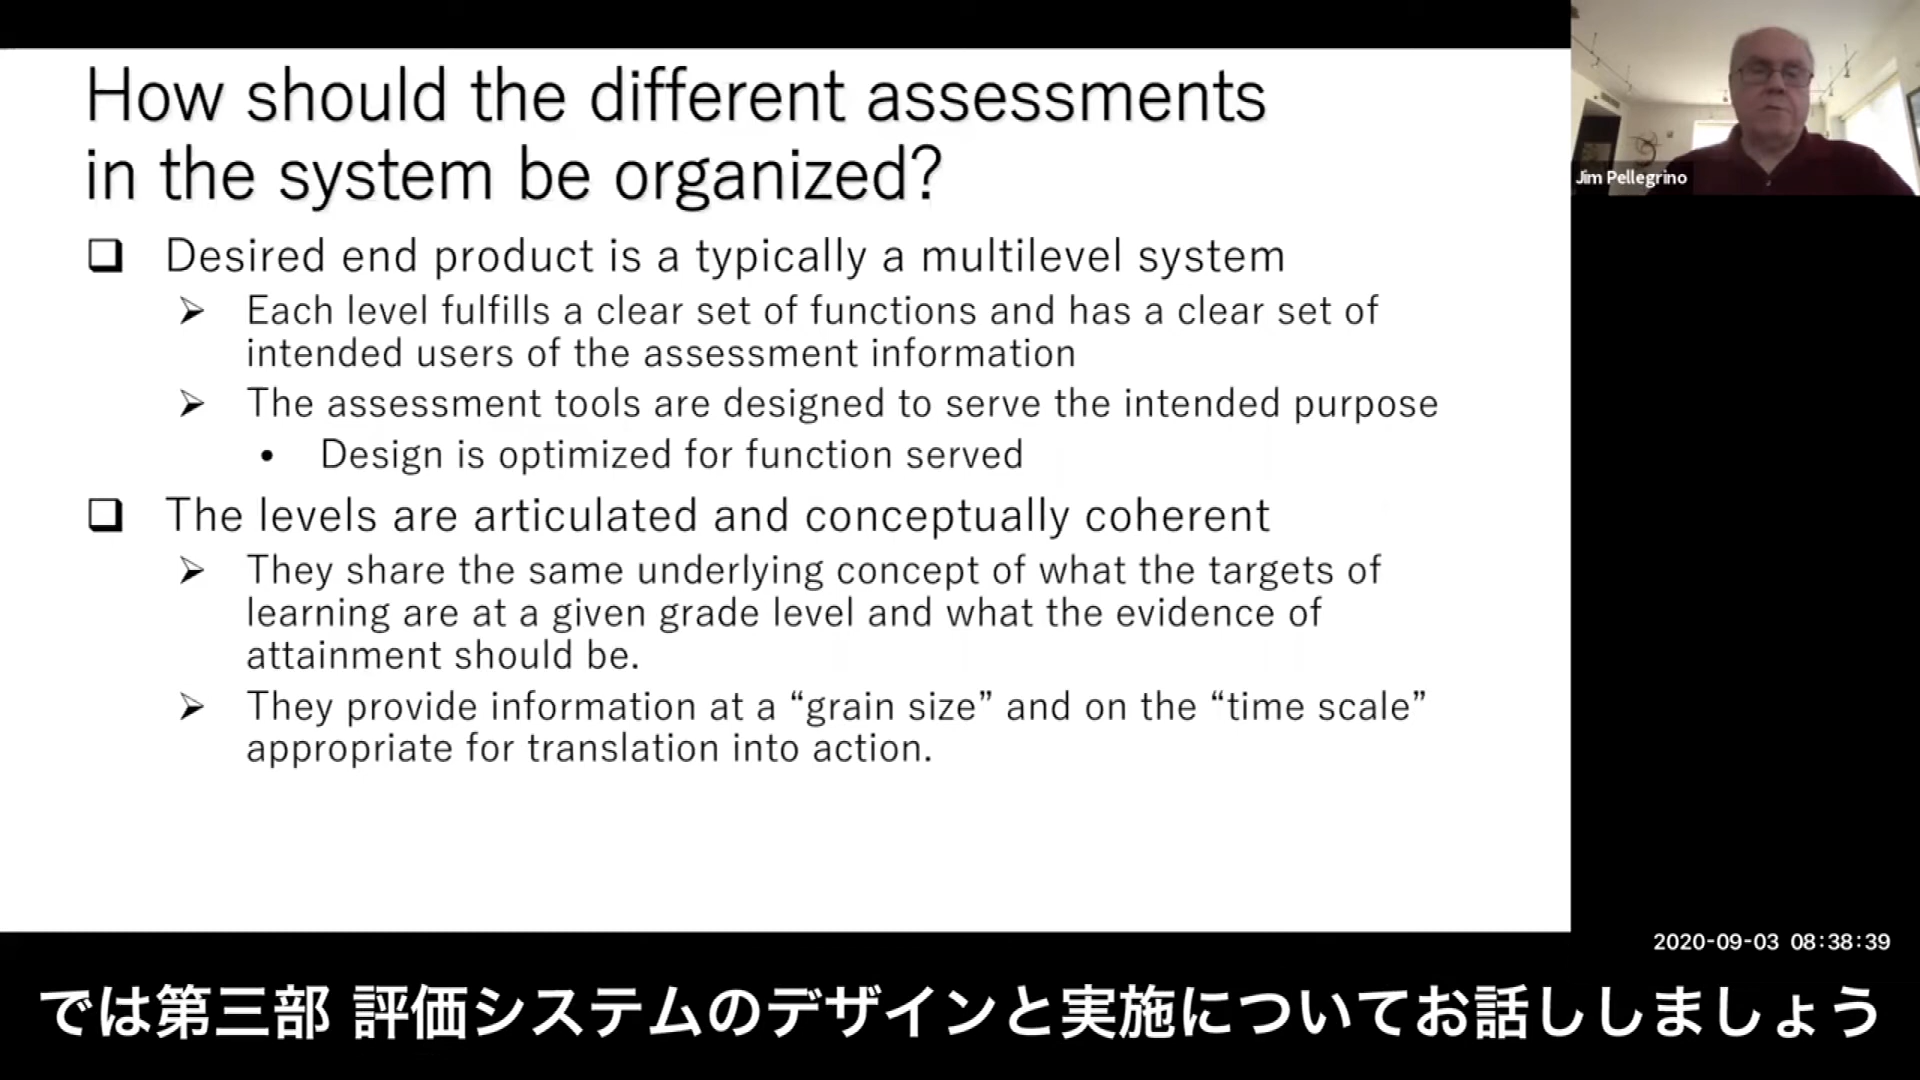 How should the different assessments
in the system be organized?
Desired end product is a typically a multilevel system
Each level fulfills a clear set of functions and has a clear set of
intended users of the assessment information
The assessment tools are designed to serve the intended purpose
Design is optimized for function served
The levels are articulated and conceptually coherent
They share the same underlying concept of what the targets of
learning are at a given grade level and what the evidence of
attainment should be.
They provide information at a “grain size” and on the “time scale”
appropriate for translation into action.
Jim Pellegrino
2020-09-03 08:38:39
では第三部 評価システムのデザインと実施についてお話ししましょう